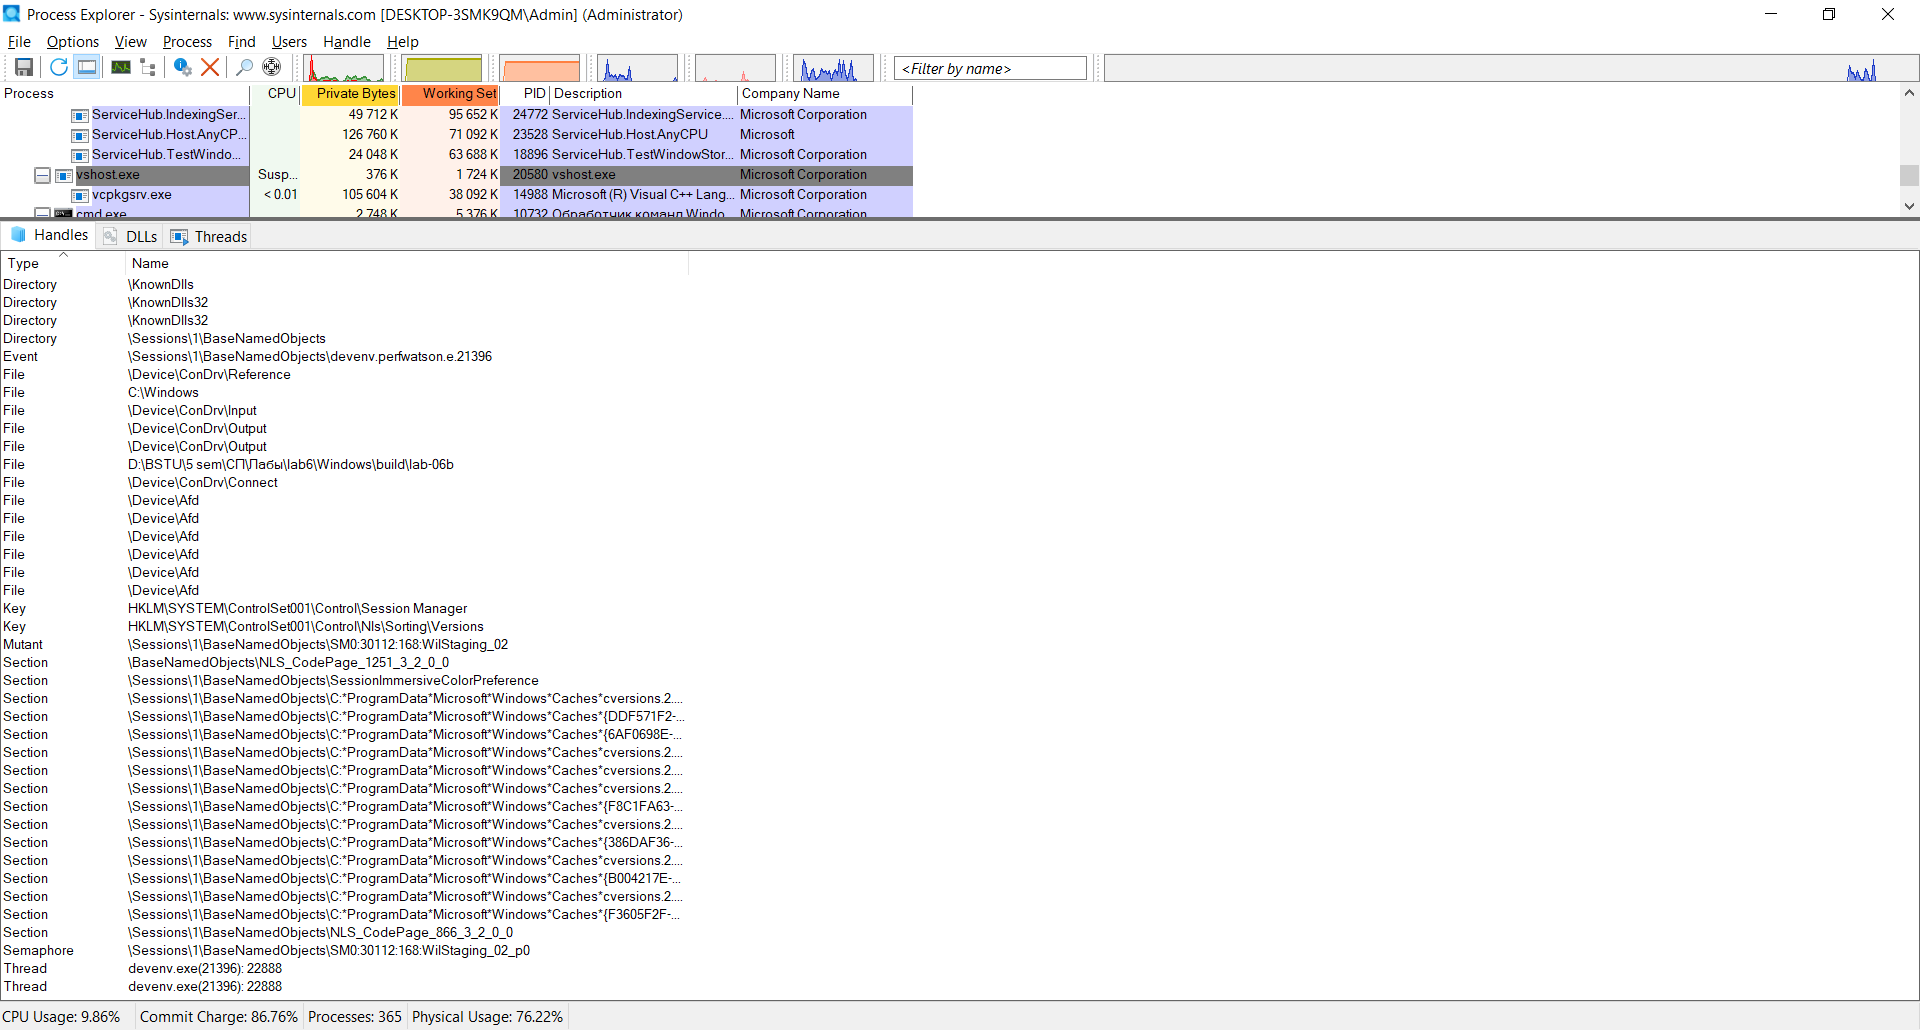 Process Explorer - Sysinternals: www.sysinternals.com [DESKTOP-3SMK9QM\Admin] (Administrator)
File Options View Process Find Users Handle Help
<Filter by name>
Process CPU Private Bytes Working Set PID Description Company Name
ServiceHub.IndexingSer... 49 712 K 95 652 K 24772 ServiceHub.IndexingService.... Microsoft Corporation
ServiceHub.Host.AnyCP... 126 760 K 71 092 K 23528 ServiceHub.Host.AnyCPU Microsoft
ServiceHub.TestWindo... 24 048 K 63 688 K 18896 ServiceHub.TestWindowStor... Microsoft Corporation
vshost.exe Susp... 376 K 1 724 K 20580 vshost.exe Microsoft Corporation
vcpkgsrv.exe < 0.01 105 604 K 38 092 K 14988 Microsoft (R) Visual C++ Lang... Microsoft Corporation
cmd.exe 2 748 K 5 376 K 10732 Обработчик команд Windo... Microsoft Corporation
Handles DLLs Threads
Type Name
Directory \KnownDlls
Directory \KnownDlls32
Directory \KnownDlls32
Directory \Sessions\1\BaseNamedObjects
Event \Sessions\1\BaseNamedObjects\devenv.perfwatson.e.21396
File \Device\ConDrv\Reference
File C:\Windows
File \Device\ConDrv\Input
File \Device\ConDrv\Output
File \Device\ConDrv\Output
File D:\BSTU\5 sem\СП\Лабы\lab6\Windows\build\lab-06b
File \Device\ConDrv\Connect
File \Device\Afd
File \Device\Afd
File \Device\Afd
File \Device\Afd
File \Device\Afd
File \Device\Afd
Key HKLM\SYSTEM\ControlSet001\Control\Session Manager
Key HKLM\SYSTEM\ControlSet001\Control\Nls\Sorting\Versions
Mutant \Sessions\1\BaseNamedObjects\SM0:30112:168:WilStaging_02
Section \BaseNamedObjects\NLS_CodePage_1251_3_2_0_0
Section \Sessions\1\BaseNamedObjects\SessionImmersiveColorPreference
Section \Sessions\1\BaseNamedObjects\C:*ProgramData*Microsoft*Windows*Caches*cversions.2....
Section \Sessions\1\BaseNamedObjects\C:*ProgramData*Microsoft*Windows*Caches*{DDF571F2-...
Section \Sessions\1\BaseNamedObjects\C:*ProgramData*Microsoft*Windows*Caches*{6AF0698E-...
Section \Sessions\1\BaseNamedObjects\C:*ProgramData*Microsoft*Windows*Caches*cversions.2....
Section \Sessions\1\BaseNamedObjects\C:*ProgramData*Microsoft*Windows*Caches*cversions.2....
Section \Sessions\1\BaseNamedObjects\C:*ProgramData*Microsoft*Windows*Caches*cversions.2....
Section \Sessions\1\BaseNamedObjects\C:*ProgramData*Microsoft*Windows*Caches*{F8C1FA63-...
Section \Sessions\1\BaseNamedObjects\C:*ProgramData*Microsoft*Windows*Caches*cversions.2....
Section \Sessions\1\BaseNamedObjects\C:*ProgramData*Microsoft*Windows*Caches*{386DAF36-...
Section \Sessions\1\BaseNamedObjects\C:*ProgramData*Microsoft*Windows*Caches*cversions.2....
Section \Sessions\1\BaseNamedObjects\C:*ProgramData*Microsoft*Windows*Caches*{B004217E-...
Section \Sessions\1\BaseNamedObjects\C:*ProgramData*Microsoft*Windows*Caches*cversions.2....
Section \Sessions\1\BaseNamedObjects\C:*ProgramData*Microsoft*Windows*Caches*{F3605F2F-...
Section \Sessions\1\BaseNamedObjects\NLS_CodePage_866_3_2_0_0
Semaphore \Sessions\1\BaseNamedObjects\SM0:30112:168:WilStaging_02_p0
Thread devenv.exe(21396): 22888
Thread devenv.exe(21396): 22888
CPU Usage: 9.86% Commit Charge: 86.76% Processes: 365 Physical Usage: 76.22%